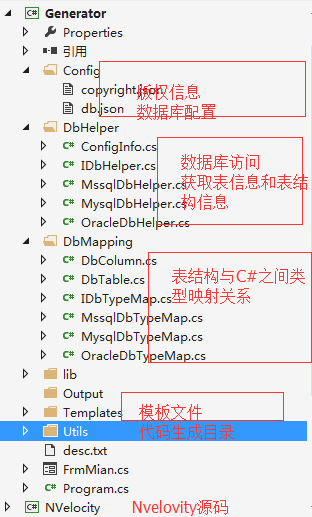 Generator
Properties
引用
Config
copyright.json
版权信息
db.json
数据库配置
DbHelper
ConfigInfo.cs
数据库访问
IDbHelper.cs
获取表信息和表结
MssqlDbHelper.cs
构信息
MysqlDbHelper.cs
OracleDbHelper.cs
DbMapping
DbColumn.cs
表结构与C#之间类
DbTable.cs
型映射关系
IDbTypeMap.cs
MssqlDbTypeMap.cs
MysqlDbTypeMap.cs
OracleDbTypeMap.cs
lib
Output
Templates
模板文件
Utils
代码生成目录
desc.txt
FrmMian.cs
Program.cs
NVelocity
Nvelovity源码